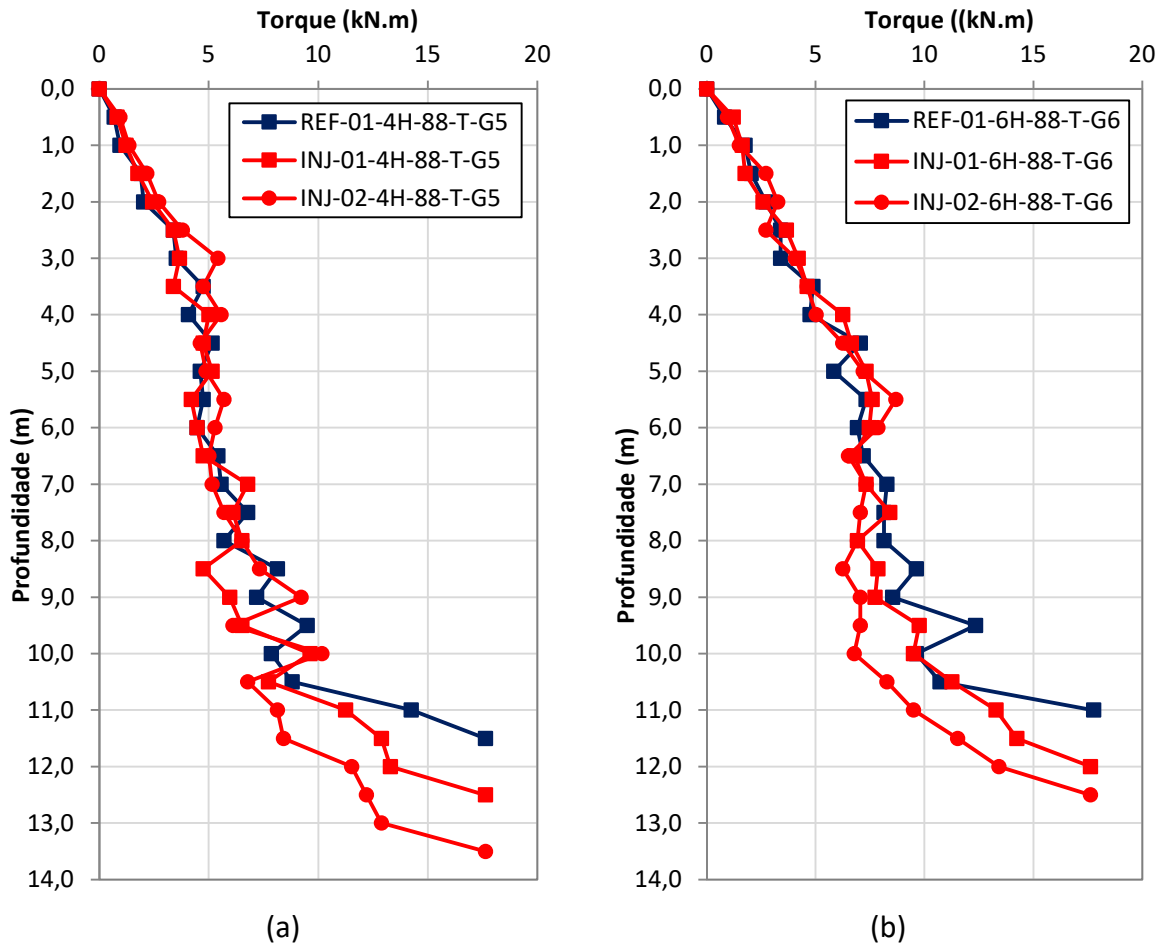 Torque (kN.m)
0 5 10 15 20
0,0
1,0
2,0
3,0
4,0
5,0
6,0
7,0
8,0
9,0
10,0
11,0
12,0
13,0
14,0
Profundidade (m)
REF-01-4H-88-T-G5
INJ-01-4H-88-T-G5
INJ-02-4H-88-T-G5
(a)
Torque ((kN.m)
0 5 10 15 20
0,0
1,0
2,0
3,0
4,0
5,0
6,0
7,0
8,0
9,0
10,0
11,0
12,0
13,0
14,0
Profundidade (m)
REF-01-6H-88-T-G6
INJ-01-6H-88-T-G6
INJ-02-6H-88-T-G6
(b)